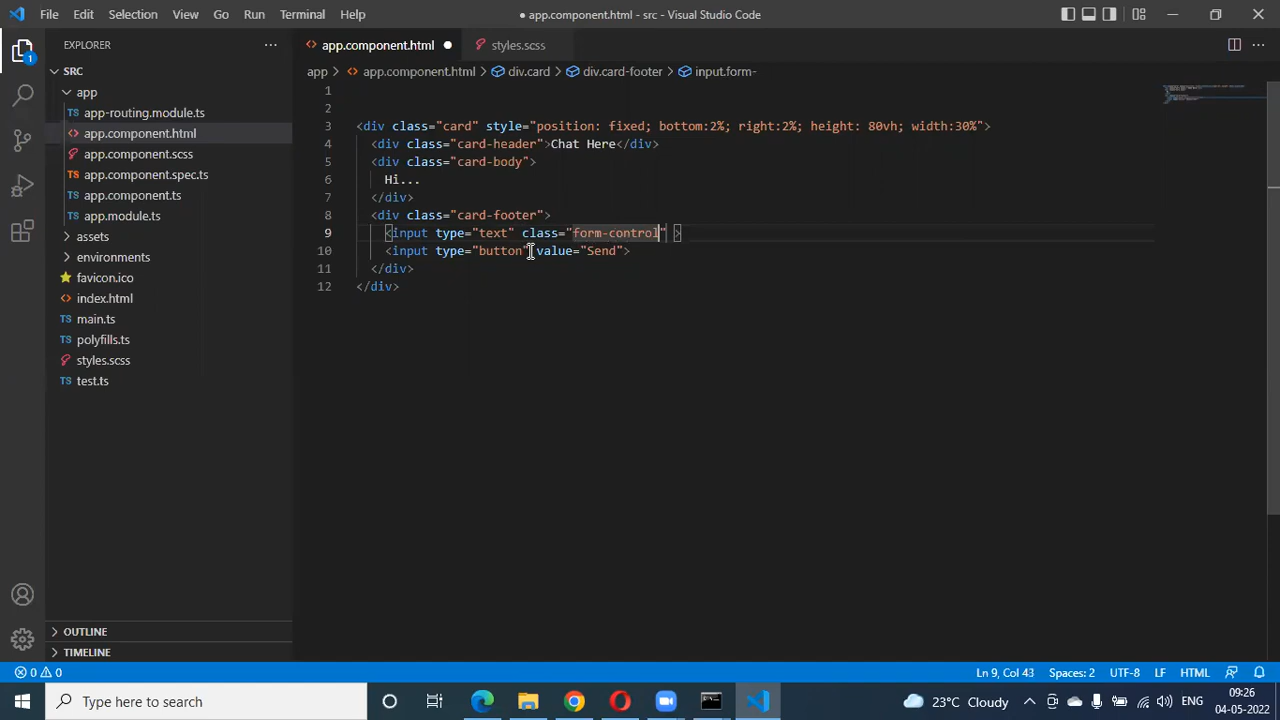 File Edit Selection View Go Run Terminal Help
● app.component.html - src - Visual Studio Code
EXPLORER
SRC
app
app-routing.module.ts
app.component.html
app.component.scss
app.component.spec.ts
app.component.ts
app.module.ts
assets
environments
favicon.ico
index.html
main.ts
polyfills.ts
styles.scss
test.ts
OUTLINE
TIMELINE
1
app.component.html ●
styles.scss
app > app.component.html > div.card > div.card-footer > input.form-
1
2
3 <div class="card" style="position: fixed; bottom:2%; right:2%; height: 80vh; width:30%">
4 <div class="card-header">Chat Here</div>
5 <div class="card-body">
6 Hi...
7 </div>
8 <div class="card-footer">
9 <input type="text" class="form-control" >
10 <input type="button" value="Send">
11 </div>
12 </div>
0 0
Ln 9, Col 43 Spaces: 2 UTF-8 LF HTML
Type here to search
23°C Cloudy
ENG
09:26
04-05-2022